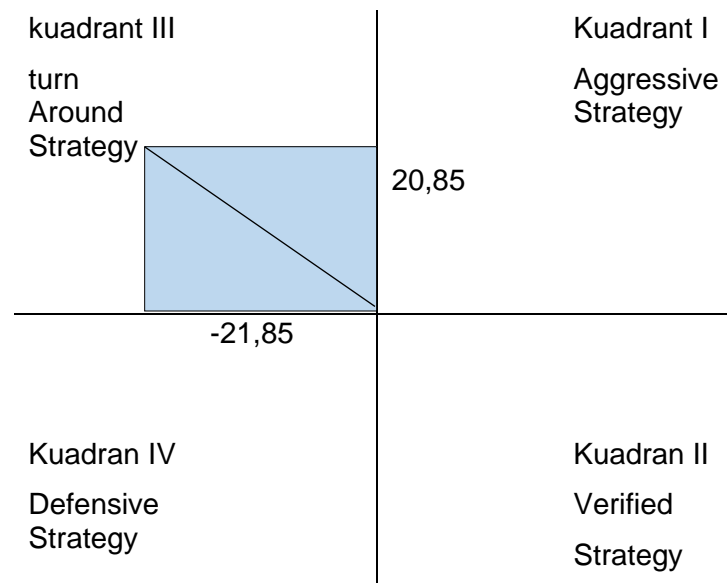 kuadrant III
turn
Around
Strategy
Kuadrant I
Aggressive
Strategy
20,85
-21,85
Kuadran IV
Defensive
Strategy
Kuadran II
Verified
Strategy